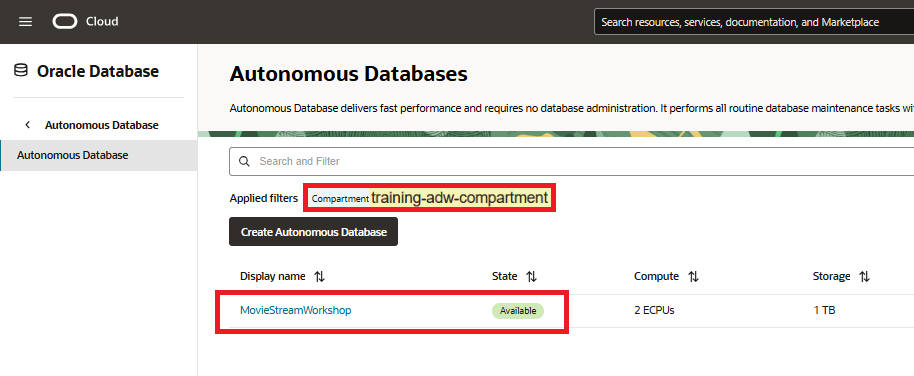 Cloud
Search resources, services, documentation, and Marketplace
Oracle Database
Autonomous Database
Autonomous Database
Autonomous Databases
Autonomous Database delivers fast performance and requires no database administration. It performs all routine database maintenance tasks
Search and Filter
Applied filters Compartment training-adw-compartment
Create Autonomous Database
Display name State Compute Storage
MovieStreamWorkshop Available 2 ECPUs 1 TB